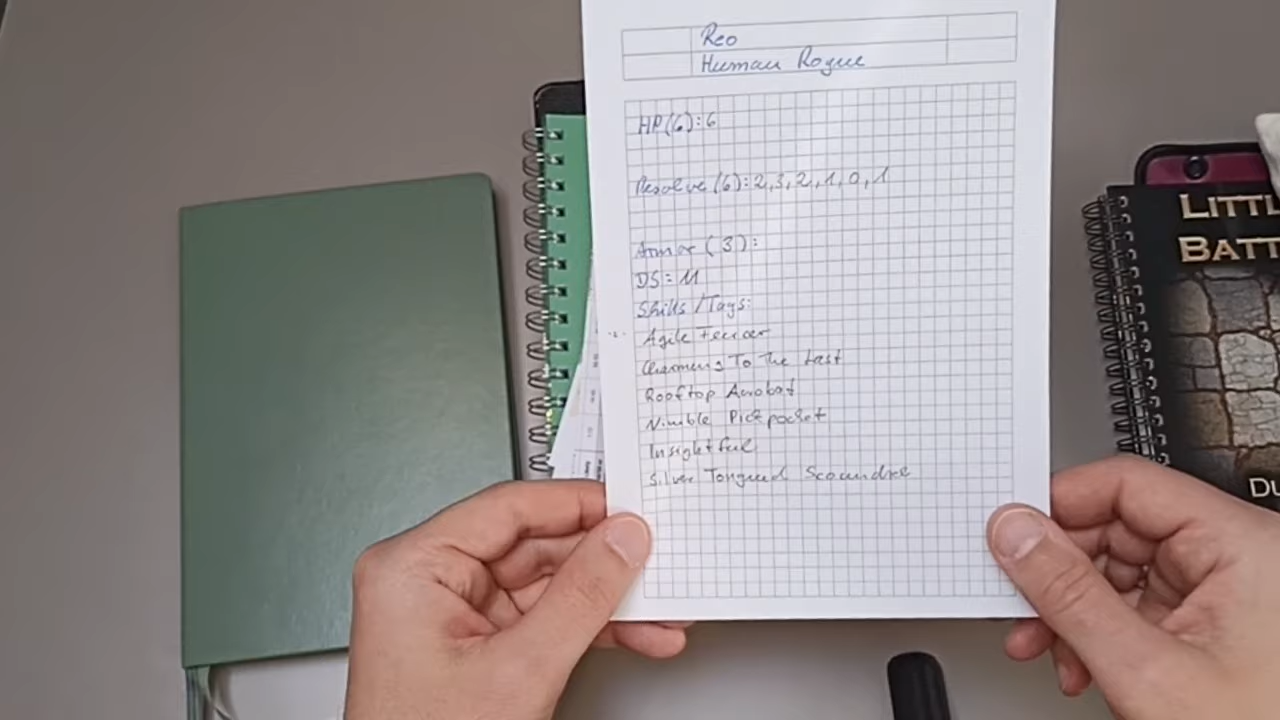 Reo
Human Rogue
HP(6):6
Resolve (6): 2,3,2,1,0,1
Armor (3):
DS: 11
Skills / Tags:
Agile Fencer
Charming To The Last
Rooftop Acrobat
Nimble Pickpocket
Insightful
Silver Tongued Scoundrel
LITTL
BATT
DU